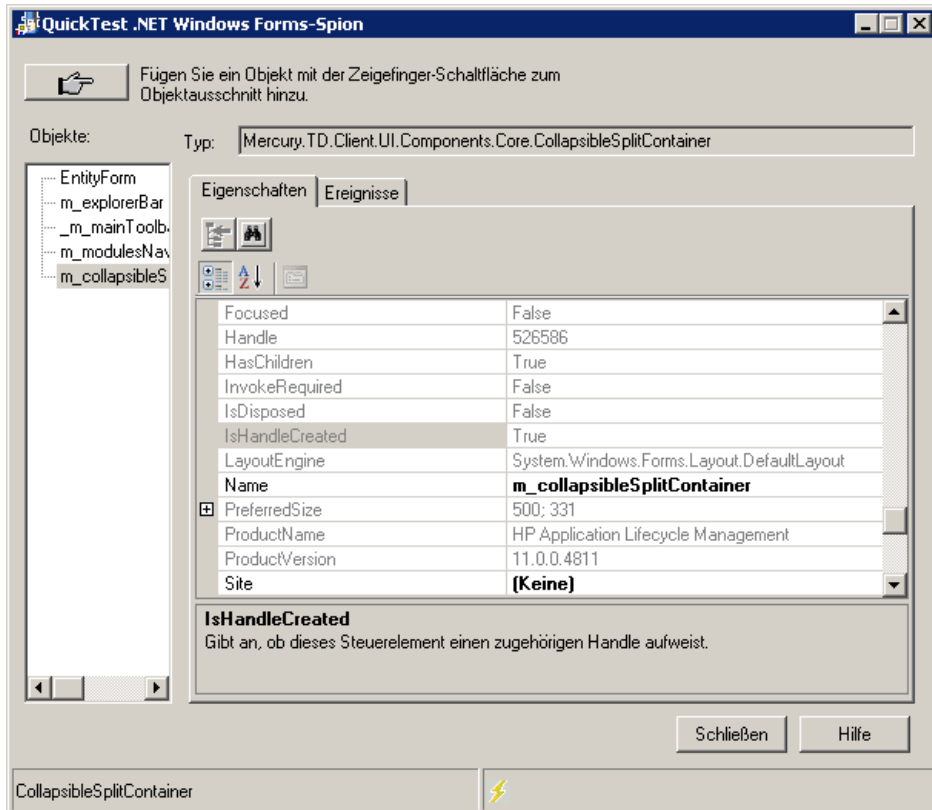 QuickTest .NET Windows Forms-Spion
Fügen Sie ein Objekt mit der Zeigefinger-Schaltfläche zum
Objektausschnitt hinzu.
Objekte:
Typ: Mercury.TD.Client.UI.Components.Core.CollapsibleSplitContainer
EntityForm
m_explorerBar
_m_mainToolb
m_modulesNav
m_collapsibleS
Eigenschaften Ereignisse
Focused False
Handle 526586
HasChildren True
InvokeRequired False
IsDisposed False
IsHandleCreated True
LayoutEngine System.Windows.Forms.Layout.DefaultLayout
Name m_collapsibleSplitContainer
PreferredSize 500; 331
ProductName HP Application Lifecycle Management
ProductVersion 11.0.0.4811
Site (Keine)
IsHandleCreated
Gibt an, ob dieses Steuerelement einen zugehörigen Handle aufweist.
Schließen Hilfe
CollapsibleSplitContainer